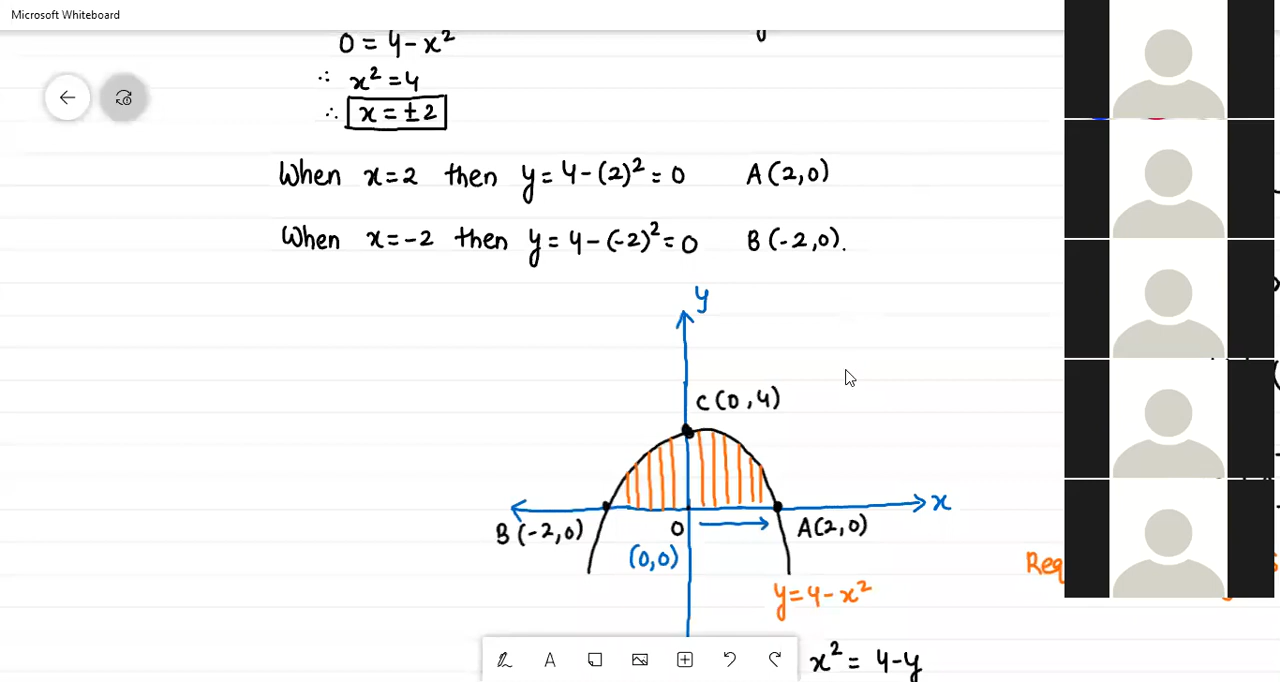 Microsoft Whiteboard
0 = 4 - x²
∴ x² = 4
∴ x = ± 2
When x = 2 then y = 4 - (2)² = 0 A (2,0)
When x = -2 then y = 4 - (-2)² = 0 B (-2,0).
y
C (0,4)
x
B (-2,0) O A (2,0)
(0,0)
y = 4 - x²
A
x² = 4 - y